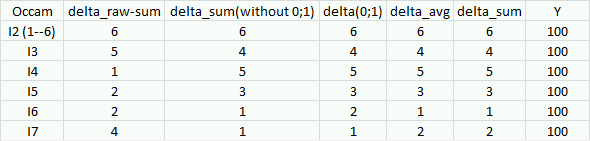 Occam delta_raw-sum delta_sum(without 0;1) delta(0;1) delta_avg delta_sum Y
I2 (1--6) 6 6 6 6 6 100
I3 5 4 4 4 4 100
I4 1 5 5 5 5 100
I5 2 3 3 3 3 100
I6 2 1 2 1 1 100
I7 4 1 1 2 2 100